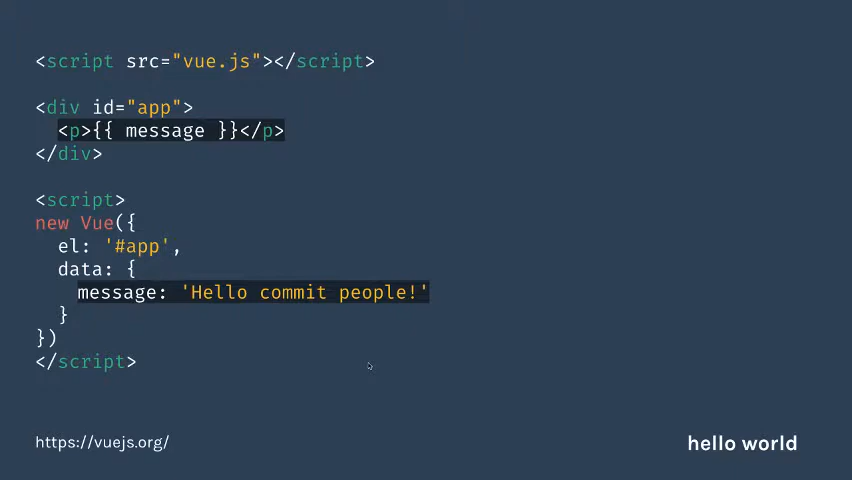 <script src="vue.js"></script>
<div id="app">
<p>{{ message }}</p>
</div>
<script>
new Vue({
el: '#app',
data: {
message: 'Hello commit people!'
}
})
</script>
https://vuejs.org/
hello world